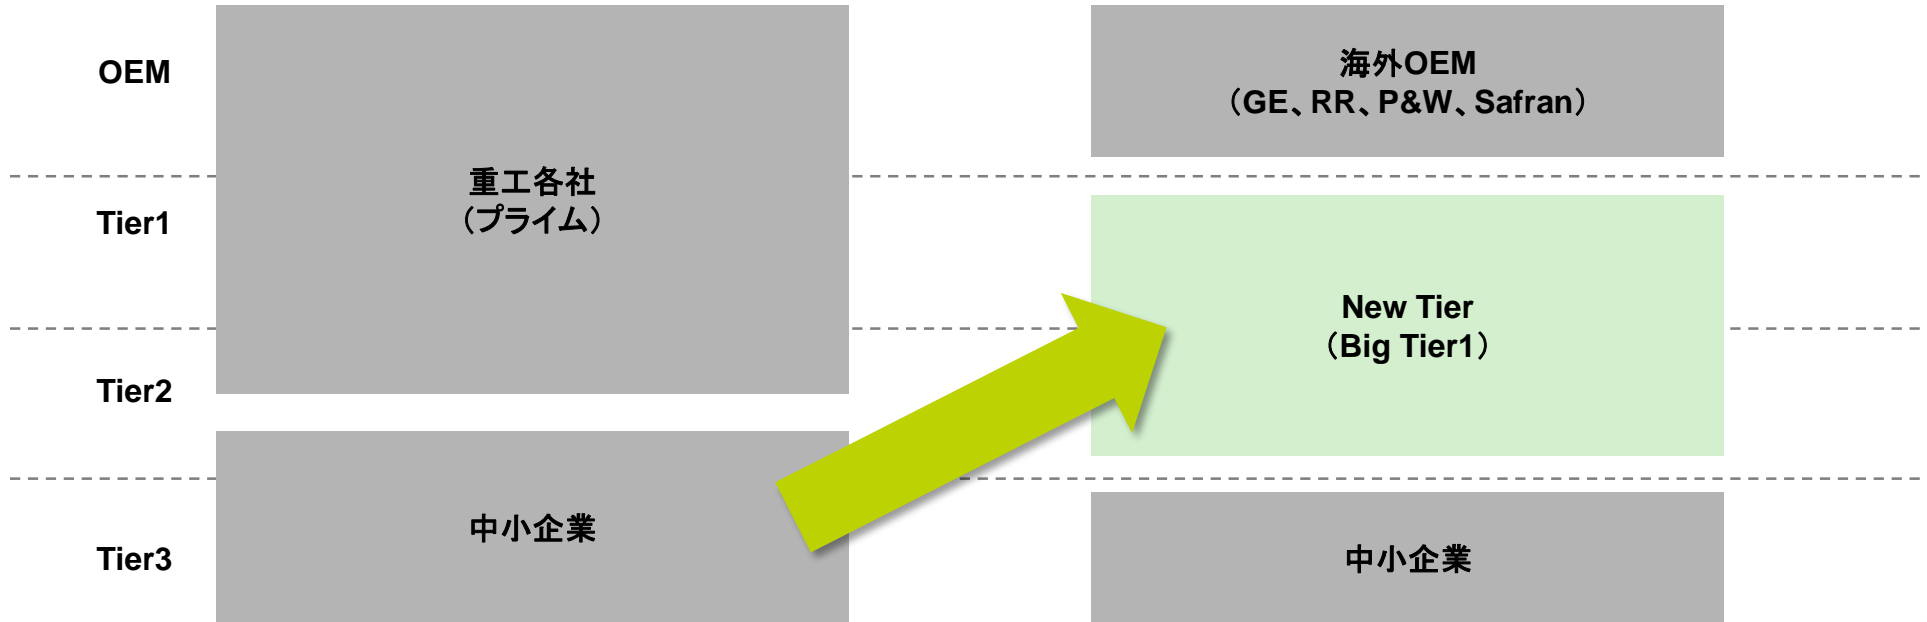 OEM
Tier1
Tier2
Tier3
重工各社
（プライム）
中小企業
海外OEM
（GE、RR、P&W、Safran）
New Tier
（Big Tier1）
中小企業